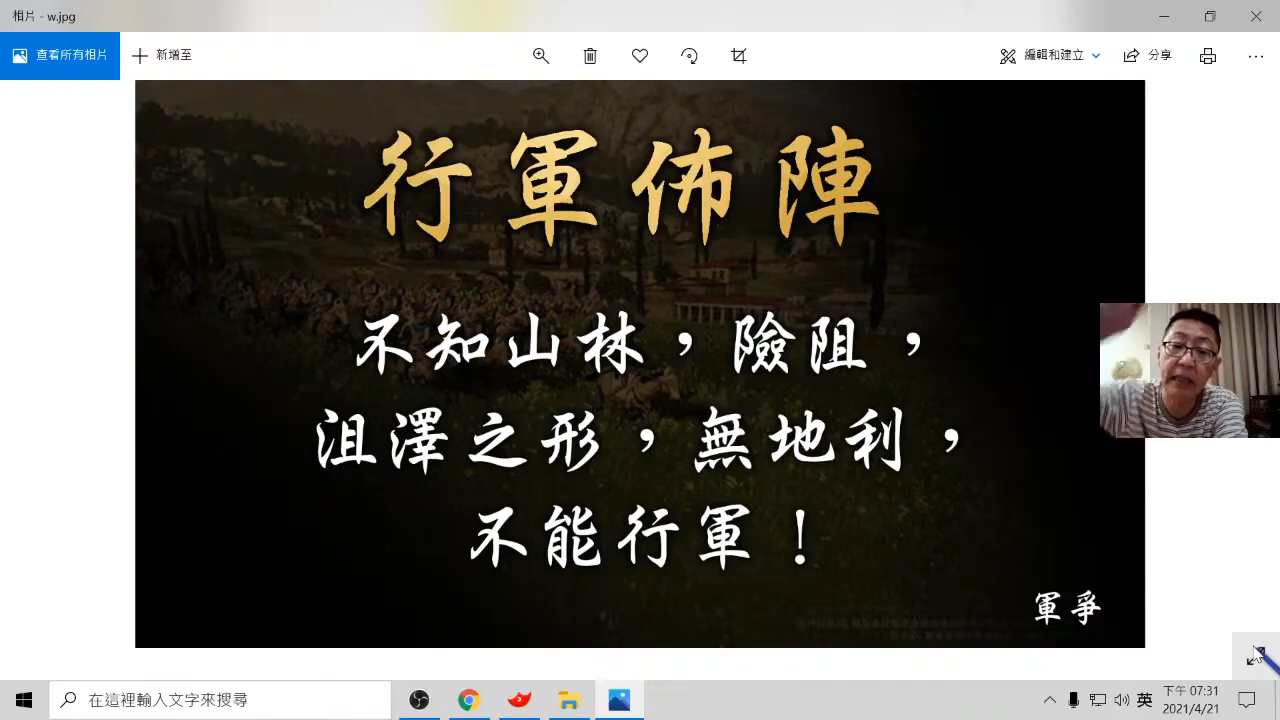 相片 - w.jpg
查看所有相片
新增至
編輯和建立
分享
行軍佈陣
不知山林，險阻，
沮澤之形，無地利，
不能行軍！
軍爭
在這裡輸入文字來搜尋
英
下午 07:31
2021/4/21